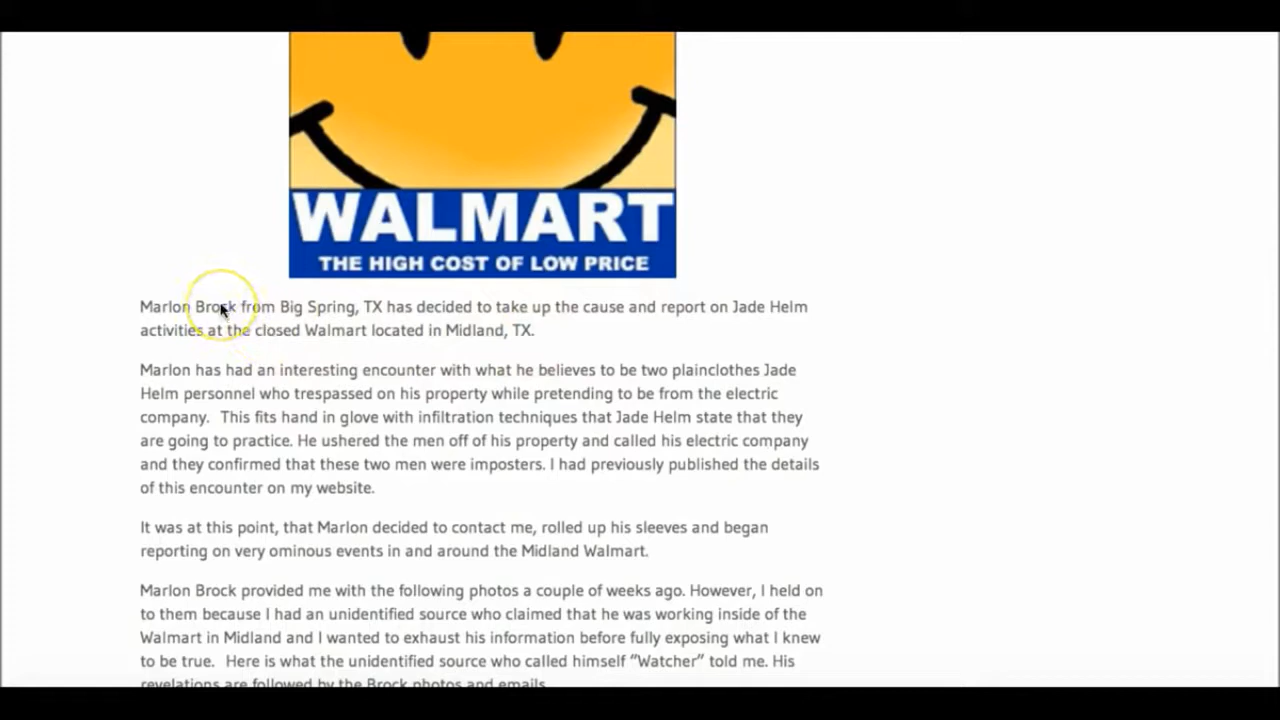 WALMART
THE HIGH COST OF LOW PRICE
Marlon Brock from Big Spring, TX has decided to take up the cause and report on Jade Helm
activities at the closed Walmart located in Midland, TX.
Marlon has had an interesting encounter with what he believes to be two plainclothes Jade
Helm personnel who trespassed on his property while pretending to be from the electric
company. This fits hand in glove with infiltration techniques that Jade Helm state that they
are going to practice. He ushered the men off of his property and called his electric company
and they confirmed that these two men were imposters. I had previously published the details
of this encounter on my website.
It was at this point, that Marlon decided to contact me, rolled up his sleeves and began
reporting on very ominous events in and around the Midland Walmart.
Marlon Brock provided me with the following photos a couple of weeks ago. However, I held on
to them because I had an unidentified source who claimed that he was working inside of the
Walmart in Midland and I wanted to exhaust his information before fully exposing what I knew
to be true. Here is what the unidentified source who called himself “Watcher” told me. His
revelations are followed by the Brock photos and emails.